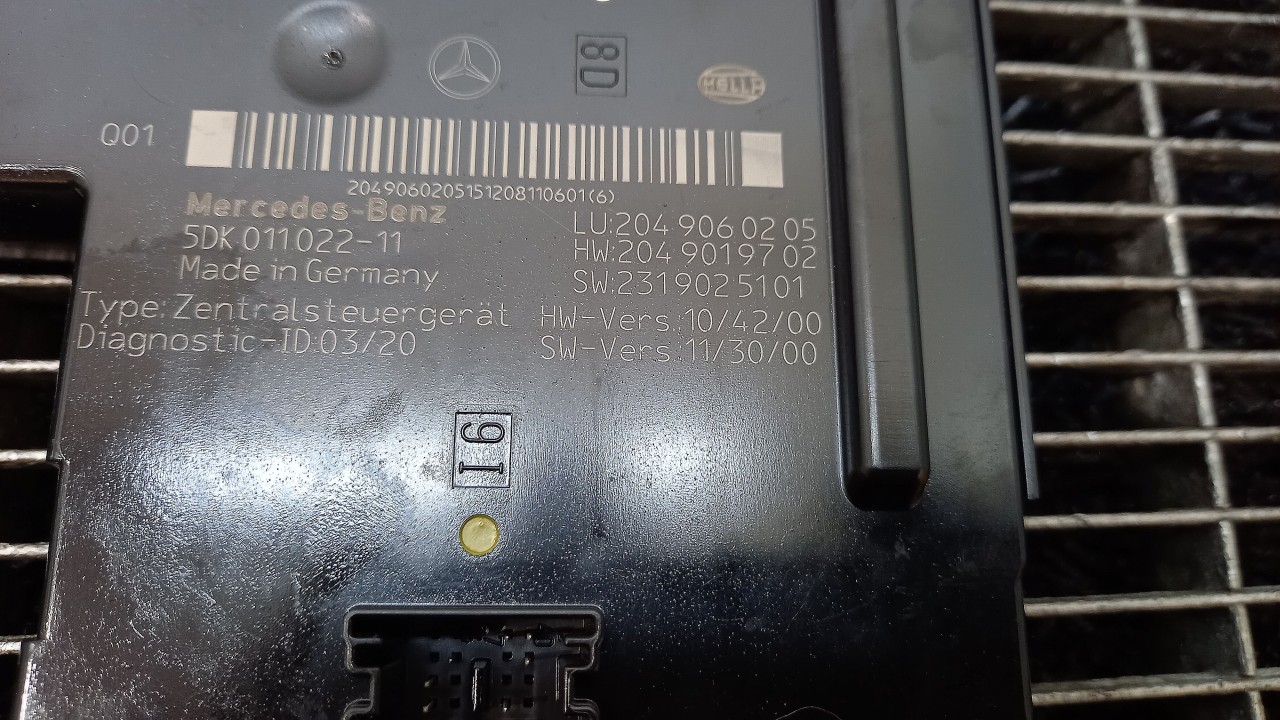 8D
HELLA
Q01
2049060205151208110601(6)
Mercedes-Benz
5DK 011 022-11
Made in Germany
Type: Zentralsteuergerät
Diagnostic-ID:03/20
LU:204 906 02 05
HW:204 901 97 02
SW:231 902 51 01
HW-Vers.:10/42/00
SW-Vers.:11/30/00
I6